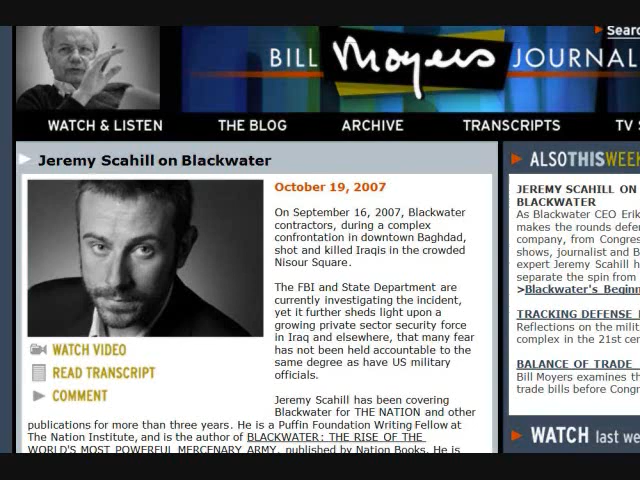 Searc
BILL Moyers JOURNAL
WATCH & LISTEN THE BLOG ARCHIVE TRANSCRIPTS TV S
Jeremy Scahill on Blackwater
October 19, 2007
On September 16, 2007, Blackwater
contractors, during a complex
confrontation in downtown Baghdad,
shot and killed Iraqis in the crowded
Nisour Square.
The FBI and State Department are
currently investigating the incident,
yet it further sheds light upon a
growing private sector security force
in Iraq and elsewhere, that many fear
has not been held accountable to the
same degree as have US military
officials.
WATCH VIDEO
READ TRANSCRIPT
COMMENT
Jeremy Scahill has been covering
Blackwater for THE NATION and other
publications for more than three years. He is a Puffin Foundation Writing Fellow at
The Nation Institute, and is the author of BLACKWATER: THE RISE OF THE
WORLD'S MOST POWERFUL MERCENARY ARMY, published by Nation Books. He is
ALSO THIS WEEK
JEREMY SCAHILL ON
BLACKWATER
As Blackwater CEO Erik
makes the rounds defen
company, from Congres
shows, journalist and B
expert Jeremy Scahill h
separate the spin from
>Blackwater's Beginn
TRACKING DEFENSE
Reflections on the milit
complex in the 21st cen
BALANCE OF TRADE
Bill Moyers examines th
trade bills before Congr
WATCH last we